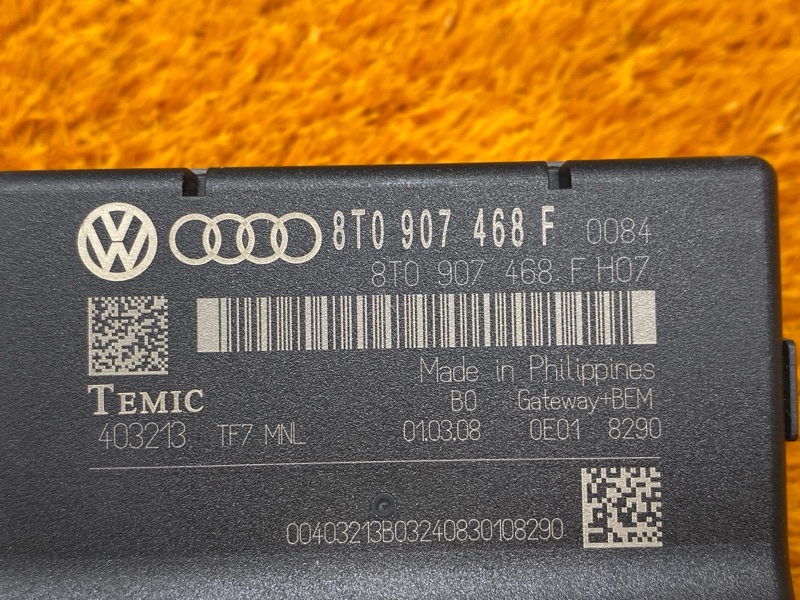 8T0 907 468 F 0084
8T0 907 468 F H07
Made in Philippines
TEMIC B0 Gateway+BEM
403213 TF7 MNL 01.03.08 0E01 8290
00403213B03240830108290